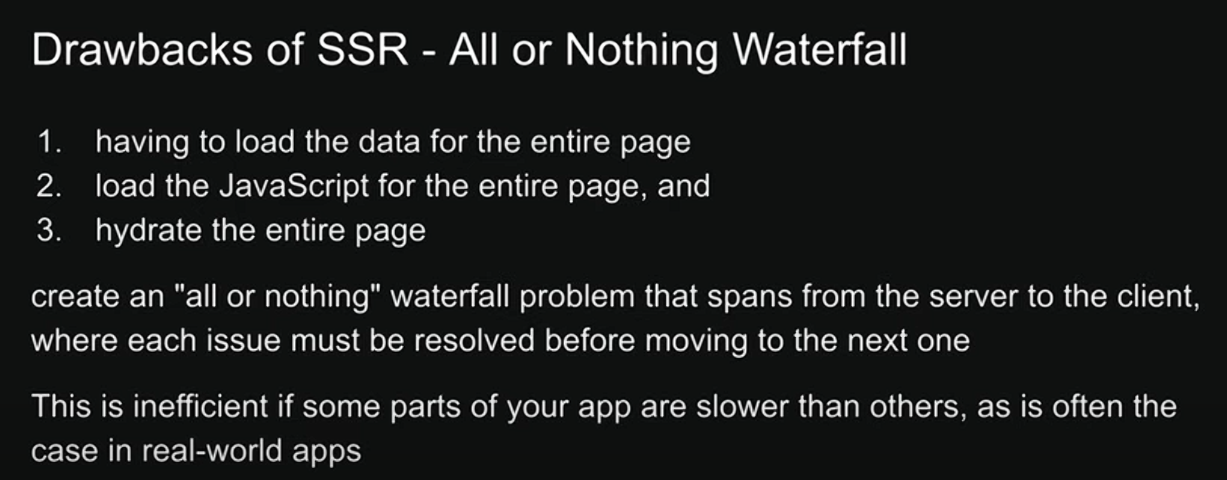 Drawbacks of SSR - All or Nothing Waterfall
1. having to load the data for the entire page
2. load the JavaScript for the entire page, and
3. hydrate the entire page
create an "all or nothing" waterfall problem that spans from the server to the client,
where each issue must be resolved before moving to the next one
This is inefficient if some parts of your app are slower than others, as is often the
case in real-world apps